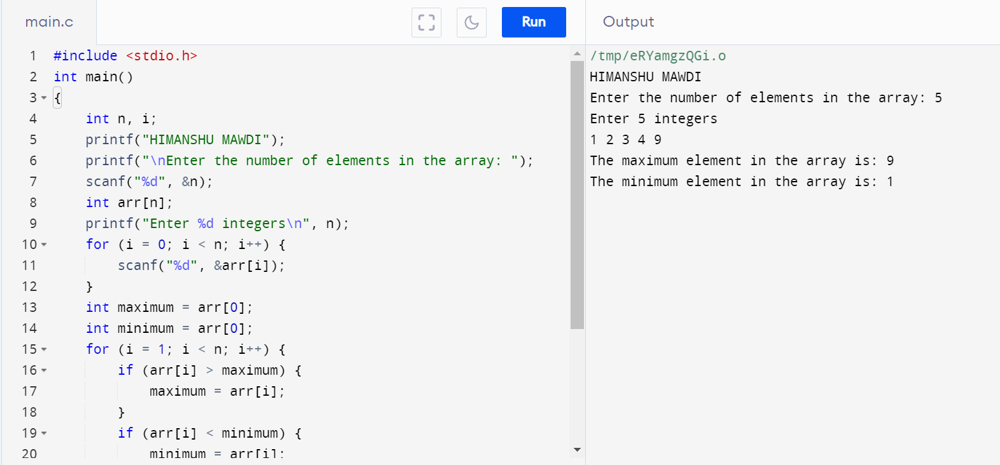 main.c
Run
Output
1 #include <stdio.h>
2 int main()
3 {
4     int n, i;
5     printf("HIMANSHU MAWDI");
6     printf("\nEnter the number of elements in the array: ");
7     scanf("%d", &n);
8     int arr[n];
9     printf("Enter %d integers\n", n);
10     for (i = 0; i < n; i++) {
11         scanf("%d", &arr[i]);
12     }
13     int maximum = arr[0];
14     int minimum = arr[0];
15     for (i = 1; i < n; i++) {
16         if (arr[i] > maximum) {
17             maximum = arr[i];
18         }
19         if (arr[i] < minimum) {
20             minimum = arr[i];
/tmp/eRYamgzQGi.o
HIMANSHU MAWDI
Enter the number of elements in the array: 5
Enter 5 integers
1 2 3 4 9
The maximum element in the array is: 9
The minimum element in the array is: 1